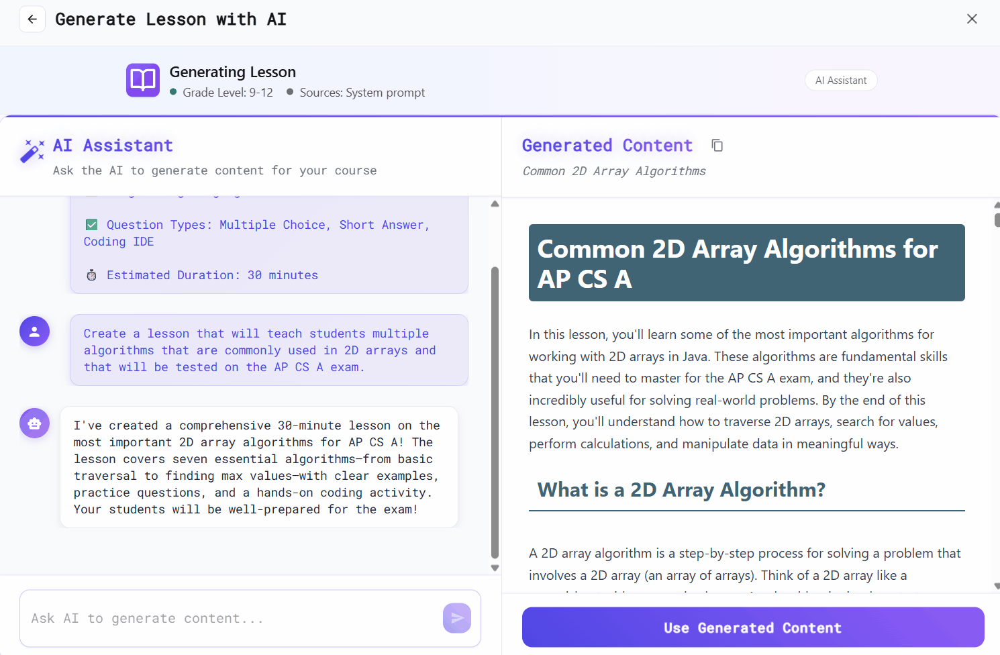 Generate Lesson with AI
Generating Lesson
Grade Level: 9-12
Sources: System prompt
AI Assistant
AI Assistant
Ask the AI to generate content for your course
✅ Question Types: Multiple Choice, Short Answer,
Coding IDE
⏱ Estimated Duration: 30 minutes
Create a lesson that will teach students multiple
algorithms that are commonly used in 2D arrays and
that will be tested on the AP CS A exam.
I've created a comprehensive 30-minute lesson on the
most important 2D array algorithms for AP CS A! The
lesson covers seven essential algorithms—from basic
traversal to finding max values—with clear examples,
practice questions, and a hands-on coding activity.
Your students will be well-prepared for the exam!
Ask AI to generate content...
Generated Content
Common 2D Array Algorithms
Common 2D Array Algorithms for
AP CS A
In this lesson, you'll learn some of the most important algorithms for
working with 2D arrays in Java. These algorithms are fundamental skills
that you'll need to master for the AP CS A exam, and they're also
incredibly useful for solving real-world problems. By the end of this
lesson, you'll understand how to traverse 2D arrays, search for values,
perform calculations, and manipulate data in meaningful ways.
What is a 2D Array Algorithm?
A 2D array algorithm is a step-by-step process for solving a problem that
involves a 2D array (an array of arrays). Think of a 2D array like a
Use Generated Content